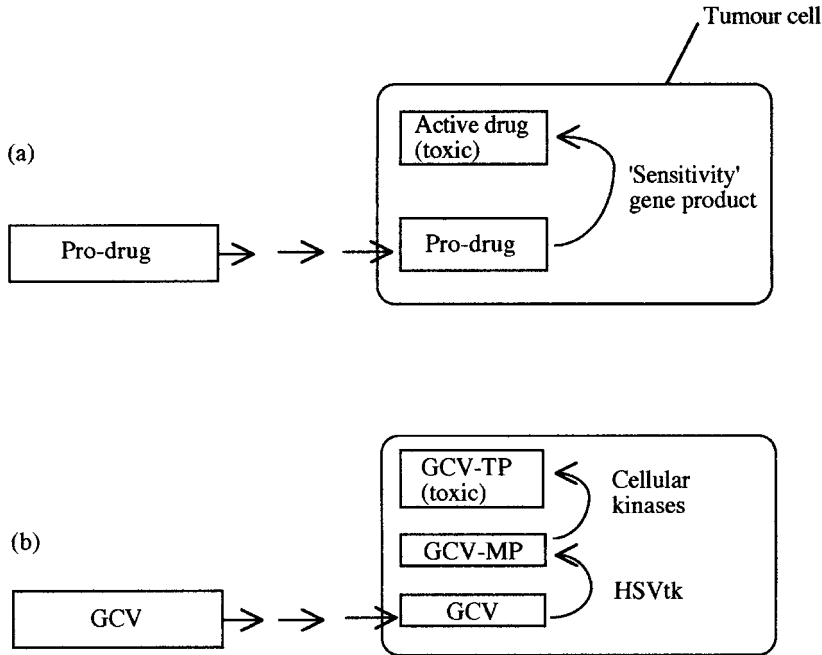 Tumour cell
(a)
Active drug
(toxic)
'Sensitivity'
gene product
Pro-drug
Pro-drug
(b)
GCV-TP
(toxic)
Cellular
kinases
GCV-MP
HSVtk
GCV
GCV